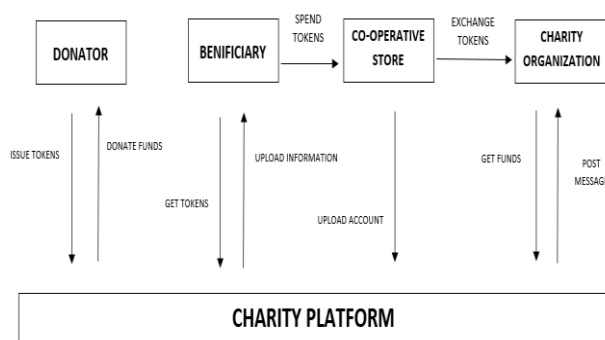 SPEND
TOKENS
EXCHANGE
TOKENS
DONATOR
BENIFICIARY
CO-OPERATIVE
STORE
CHARITY
ORGANIZATION
ISSUE TOKENS
DONATE FUNDS
GET TOKENS
UPLOAD INFORMATION
UPLOAD ACCOUNT
GET FUNDS
POST
MESSAGE
CHARITY PLATFORM